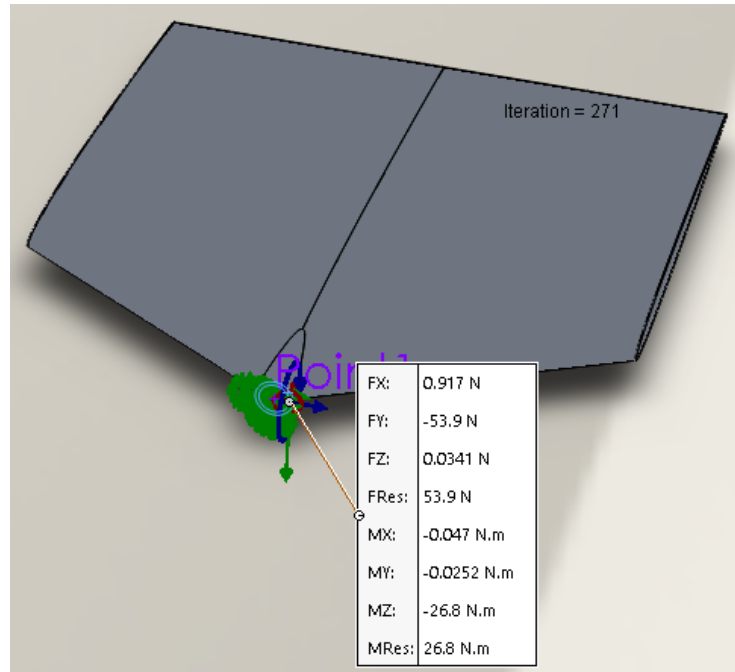 Iteration = 271
Point1
FX: 0.917 N
FY: -53.9 N
FZ: 0.0341 N
FRes: 53.9 N
MX: -0.047 N.m
MY: -0.0252 N.m
MZ: -26.8 N.m
MRes: 26.8 N.m